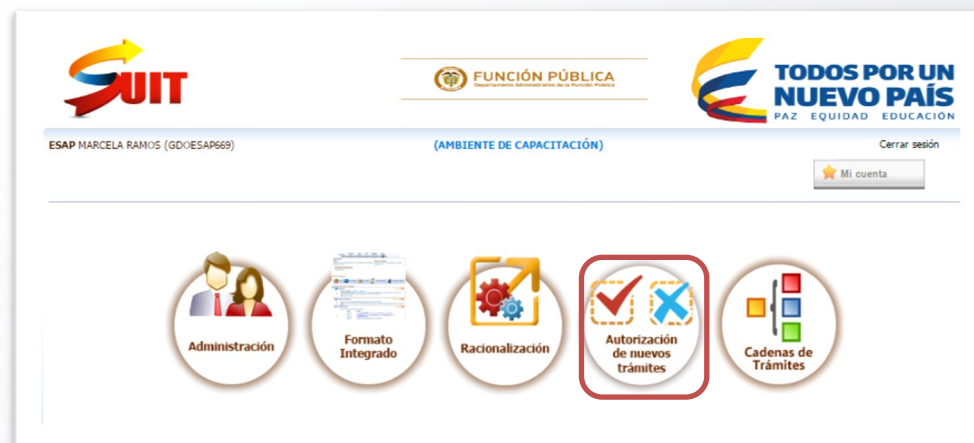 SUIT
FUNCIÓN PÚBLICA
Departamento Administrativo de la Función Pública
TODOS POR UN
NUEVO PAÍS
PAZ EQUIDAD EDUCACIÓN
ESAP MARCELA RAMOS (GDOESAP669)
(AMBIENTE DE CAPACITACIÓN)
Cerrar sesión
Mi cuenta
Administración
Formato
Integrado
Racionalización
Autorización
de nuevos
trámites
Cadenas de
Trámites